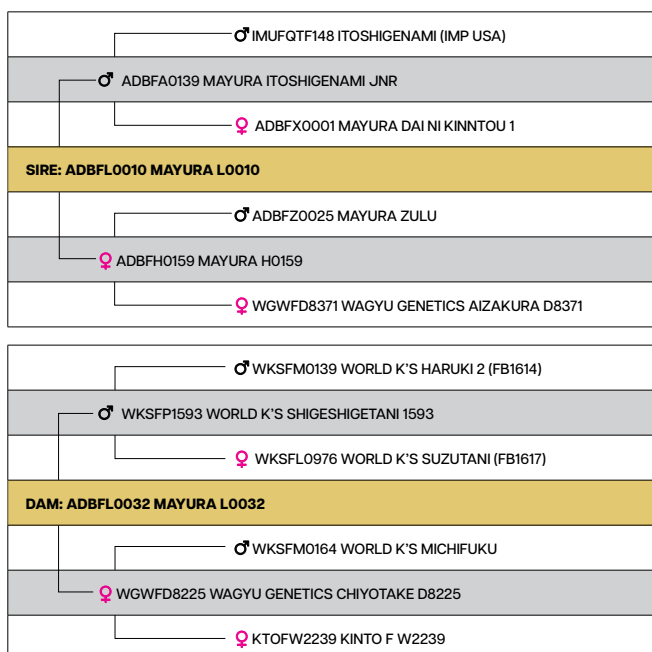 ♂ IMUFQTF148 ITOSHIGENAMI (IMP USA)
♂ ADBFA0139 MAYURA ITOSHIGENAMI JNR
♀ ADBFX0001 MAYURA DAI NI KINNTOU 1
SIRE: ADBFL0010 MAYURA L0010
♂ ADBFZ0025 MAYURA ZULU
♀ ADBFH0159 MAYURA H0159
♀ WGWFD8371 WAGYU GENETICS AIZAKURA D8371
♂ WKSFM0139 WORLD K'S HARUKI 2 (FB1614)
♂ WKSFP1593 WORLD K'S SHIGESHIGETANI 1593
♀ WKSFL0976 WORLD K'S SUZUTANI (FB1617)
DAM: ADBFL0032 MAYURA L0032
♂ WKSFM0164 WORLD K'S MICHIFUKU
♀ WGWFD8225 WAGYU GENETICS CHIYOTAKE D8225
♀ KTOFW2239 KINTO F W2239